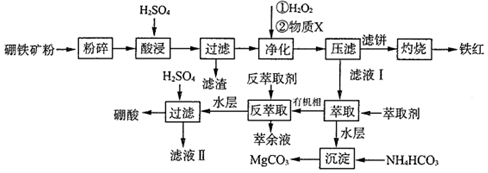 H₂SO₄ ①H₂O₂
②物质X
硼铁矿粉 粉碎 酸浸 过滤 净化 压滤 滤饼 灼烧 铁红
滤渣 反萃取剂 滤液Ⅰ
H₂SO₄
硼酸 过滤 水层 反萃取 有机相 萃取 萃取剂
滤液Ⅱ 萃余液 水层
MgCO₃ 沉淀 NH₄HCO₃